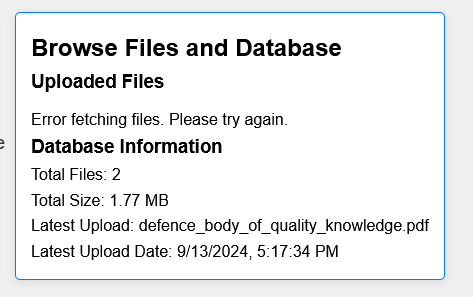 Browse Files and Database
Uploaded Files
Error fetching files. Please try again.
Database Information
Total Files: 2
Total Size: 1.77 MB
Latest Upload: defence_body_of_quality_knowledge.pdf
Latest Upload Date: 9/13/2024, 5:17:34 PM